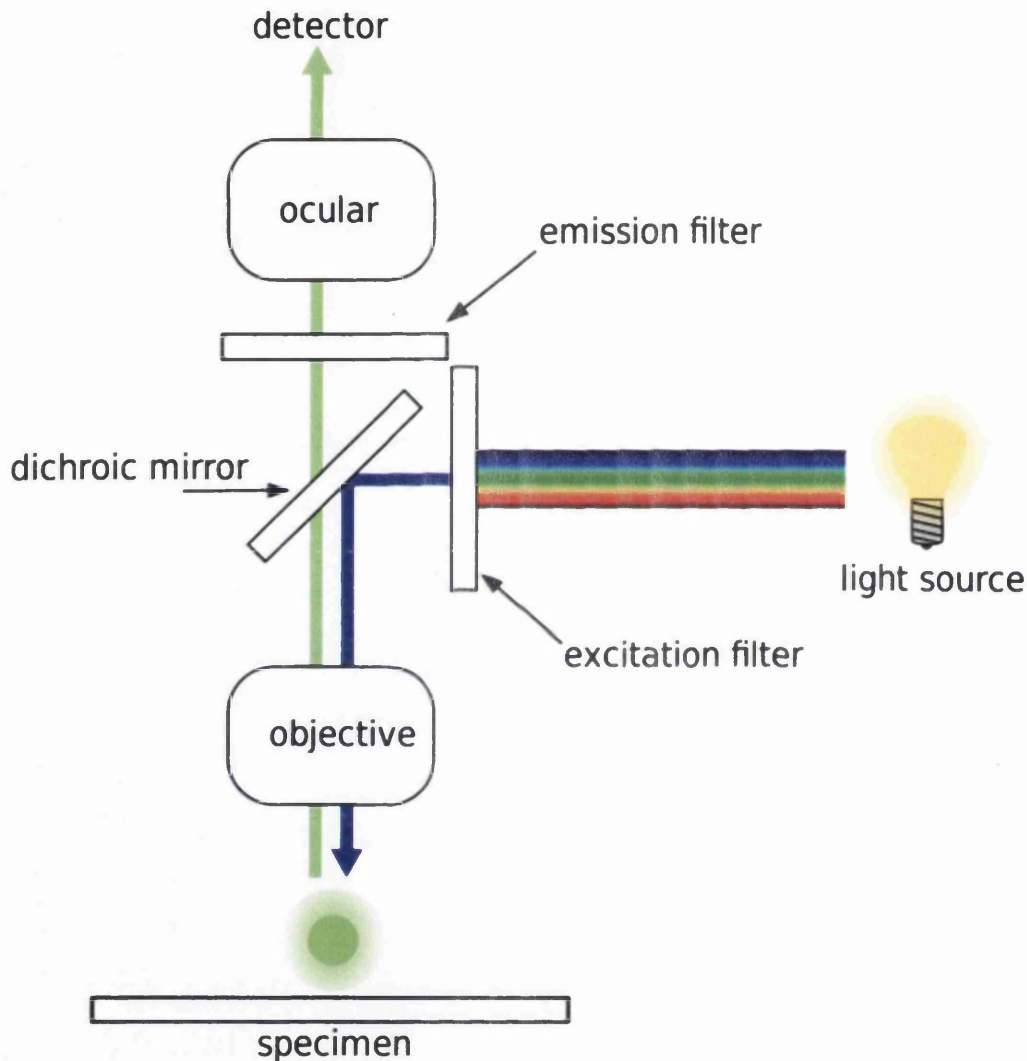 detector
ocular
emission filter
dichroic mirror
light source
excitation filter
objective
specimen